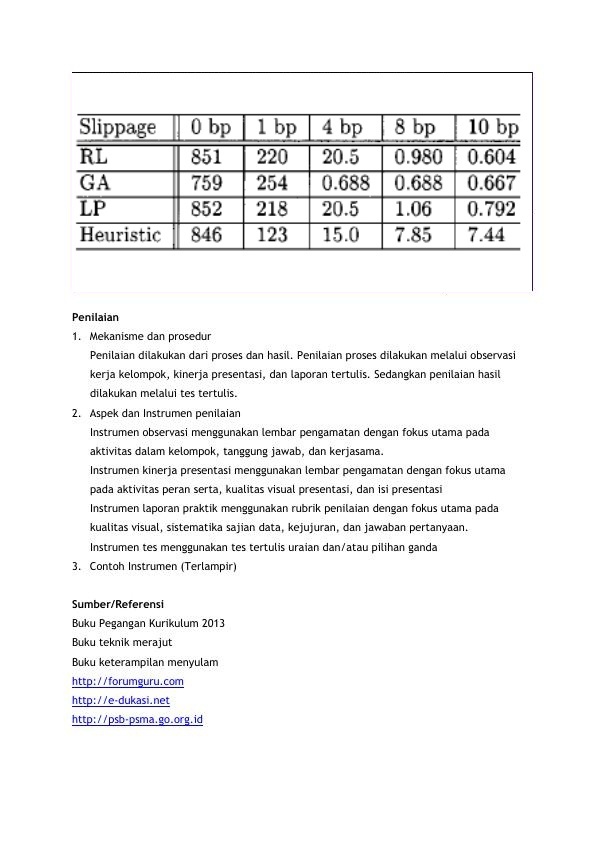 Slippage 0 bp 1 bp 4 bp 8 bp 10 bp
RL 851 220 20.5 0.980 0.604
GA 759 254 0.688 0.688 0.667
LP 852 218 20.5 1.06 0.792
Heuristic 846 123 15.0 7.85 7.44
Penilaian
1. Mekanisme dan prosedur
Penilaian dilakukan dari proses dan hasil. Penilaian proses dilakukan melalui observasi
kerja kelompok, kinerja presentasi, dan laporan tertulis. Sedangkan penilaian hasil
dilakukan melalui tes tertulis.
2. Aspek dan Instrumen penilaian
Instrumen observasi menggunakan lembar pengamatan dengan fokus utama pada
aktivitas dalam kelompok, tanggung jawab, dan kerjasama.
Instrumen kinerja presentasi menggunakan lembar pengamatan dengan fokus utama
pada aktivitas peran serta, kualitas visual presentasi, dan isi presentasi
Instrumen laporan praktik menggunakan rubrik penilaian dengan fokus utama pada
kualitas visual, sistematika sajian data, kejujuran, dan jawaban pertanyaan.
Instrumen tes menggunakan tes tertulis uraian dan/atau pilihan ganda
3. Contoh Instrumen (Terlampir)
Sumber/Referensi
Buku Pegangan Kurikulum 2013
Buku teknik merajut
Buku keterampilan menyulam
http://forumguru.com
http://e-dukasi.net
http://psb-psma.go.org.id